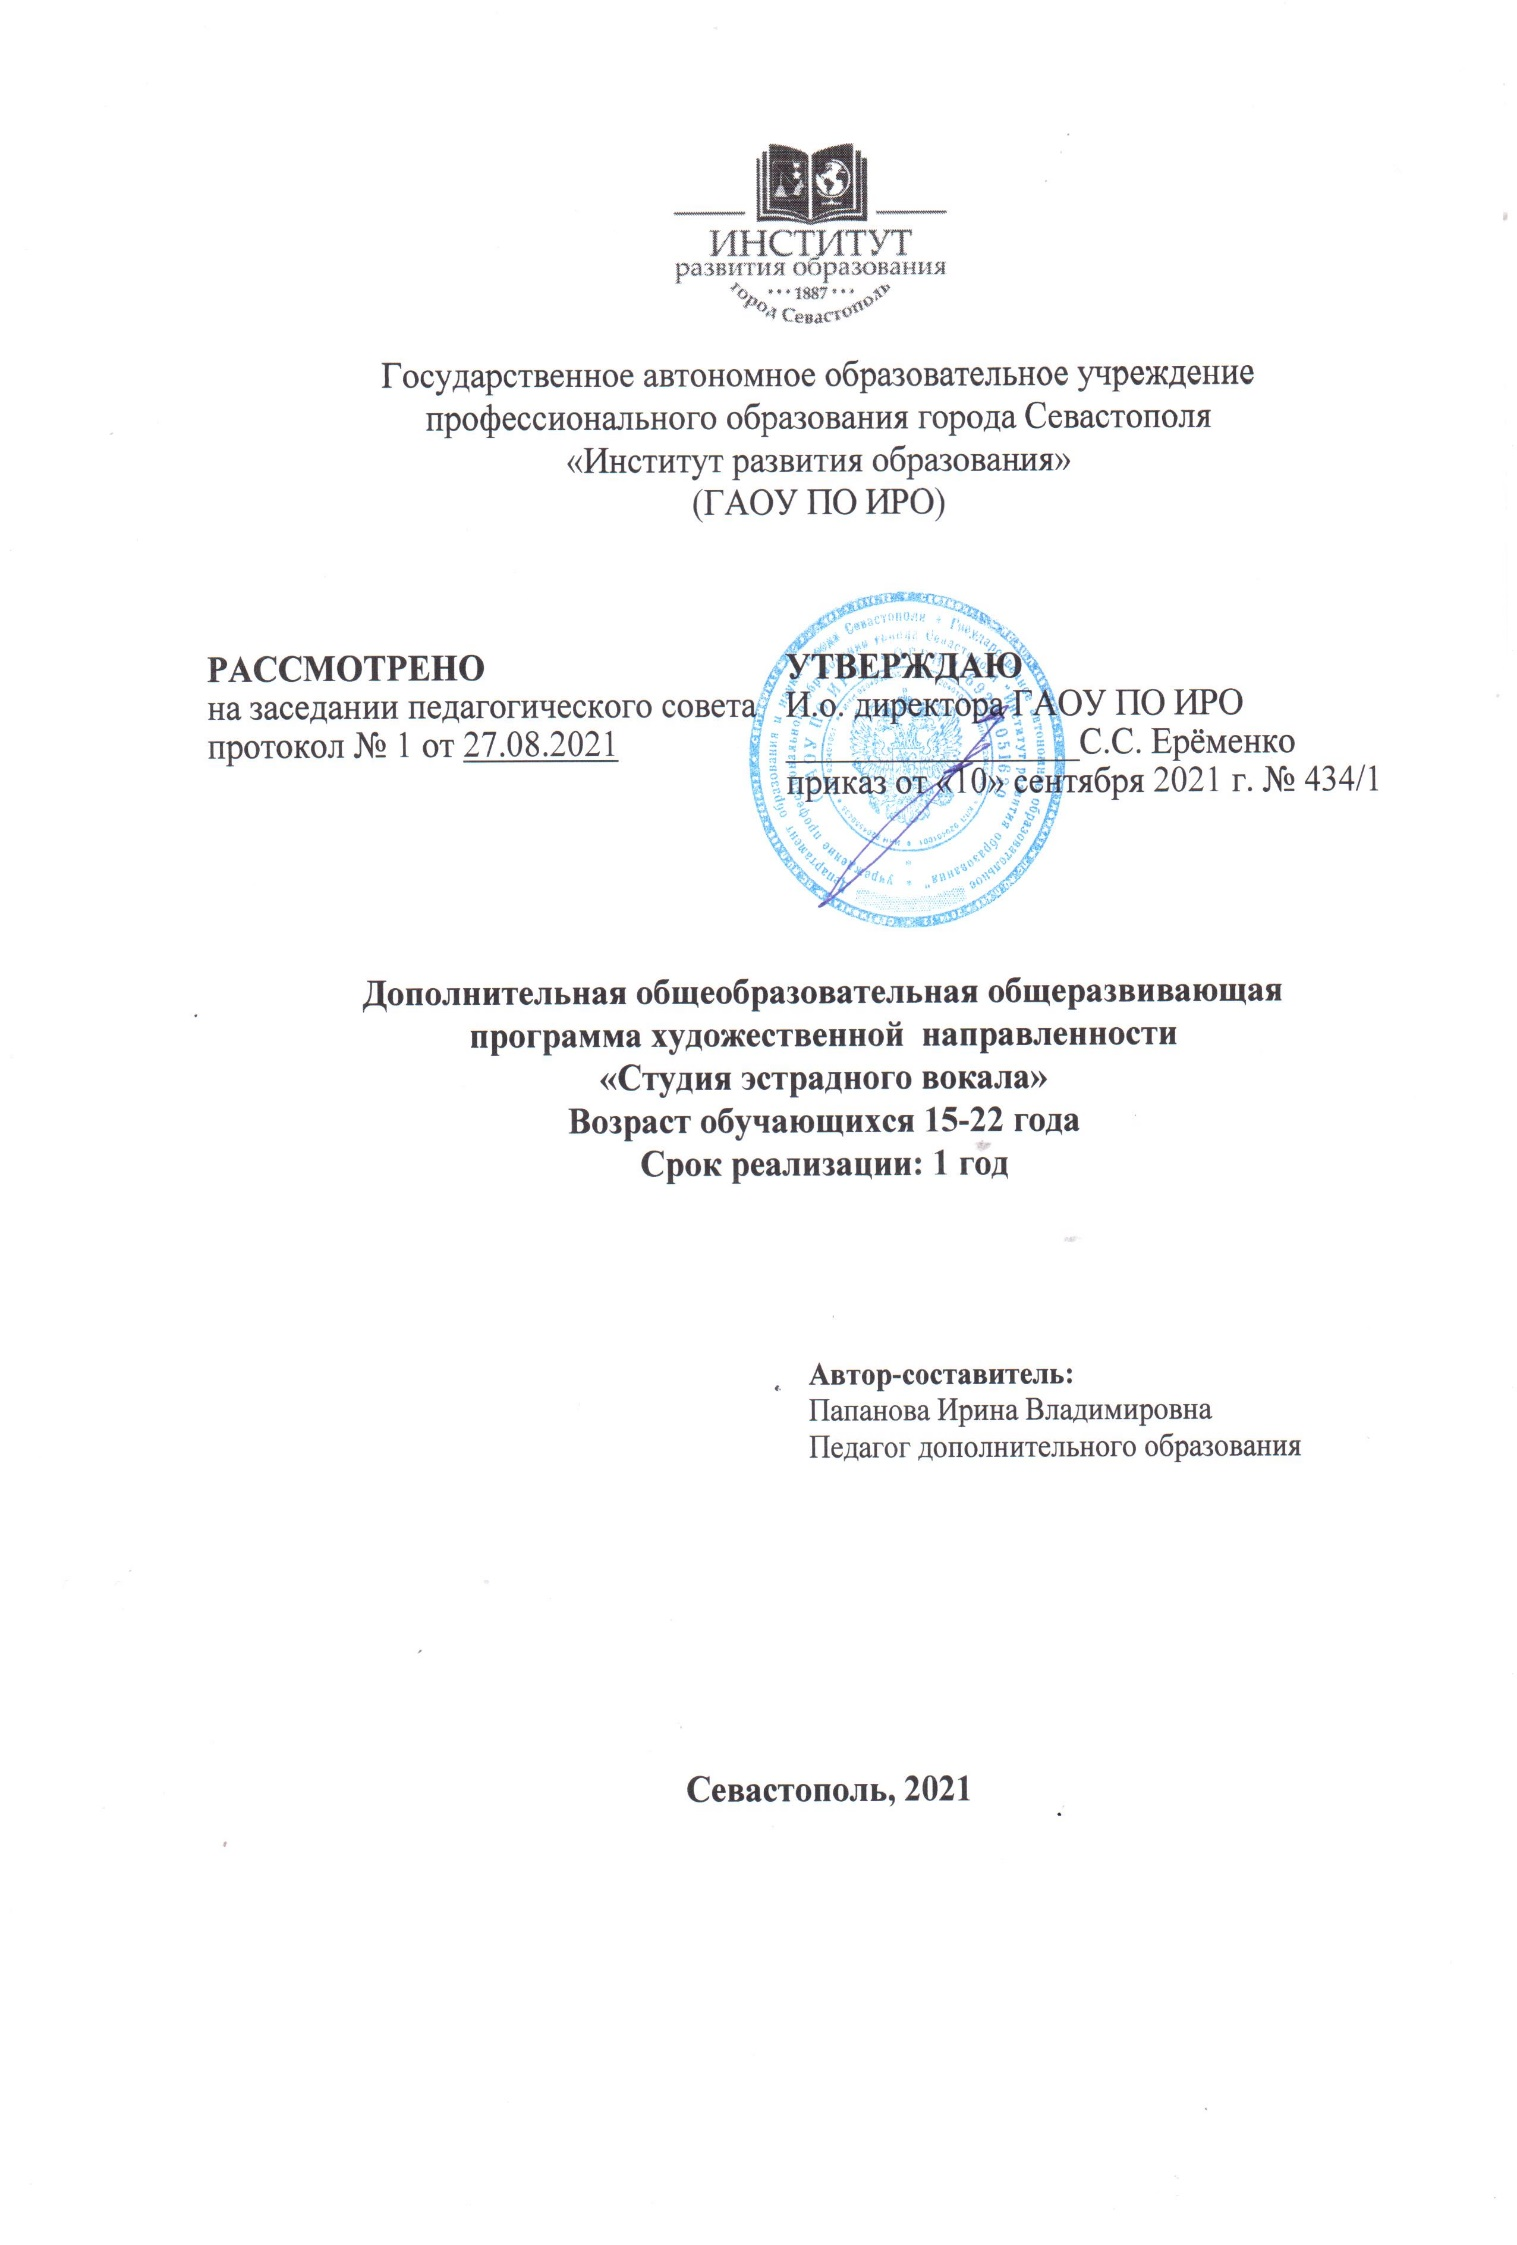 ИНСТИТУТ
развития образования
1887
город Севастополь
Государственное автономное образовательное учреждение
профессионального образования города Севастополя
«Институт развития образования»
(ГАОУ ПО ИРО)
РАССМОТРЕНО
на заседании педагогического совета
протокол № 1 от 27.08.2021
УТВЕРЖДАЮ
И.о. директора ГАОУ ПО ИРО
С.С. Ерёменко
приказ от «10» сентября 2021 г. № 434/1
Дополнительная общеобразовательная общеразвивающая
программа художественной направленности
«Студия эстрадного вокала»
Возраст обучающихся 15-22 года
Срок реализации: 1 год
Автор-составитель:
Папанова Ирина Владимировна
Педагог дополнительного образования
Севастополь, 2021